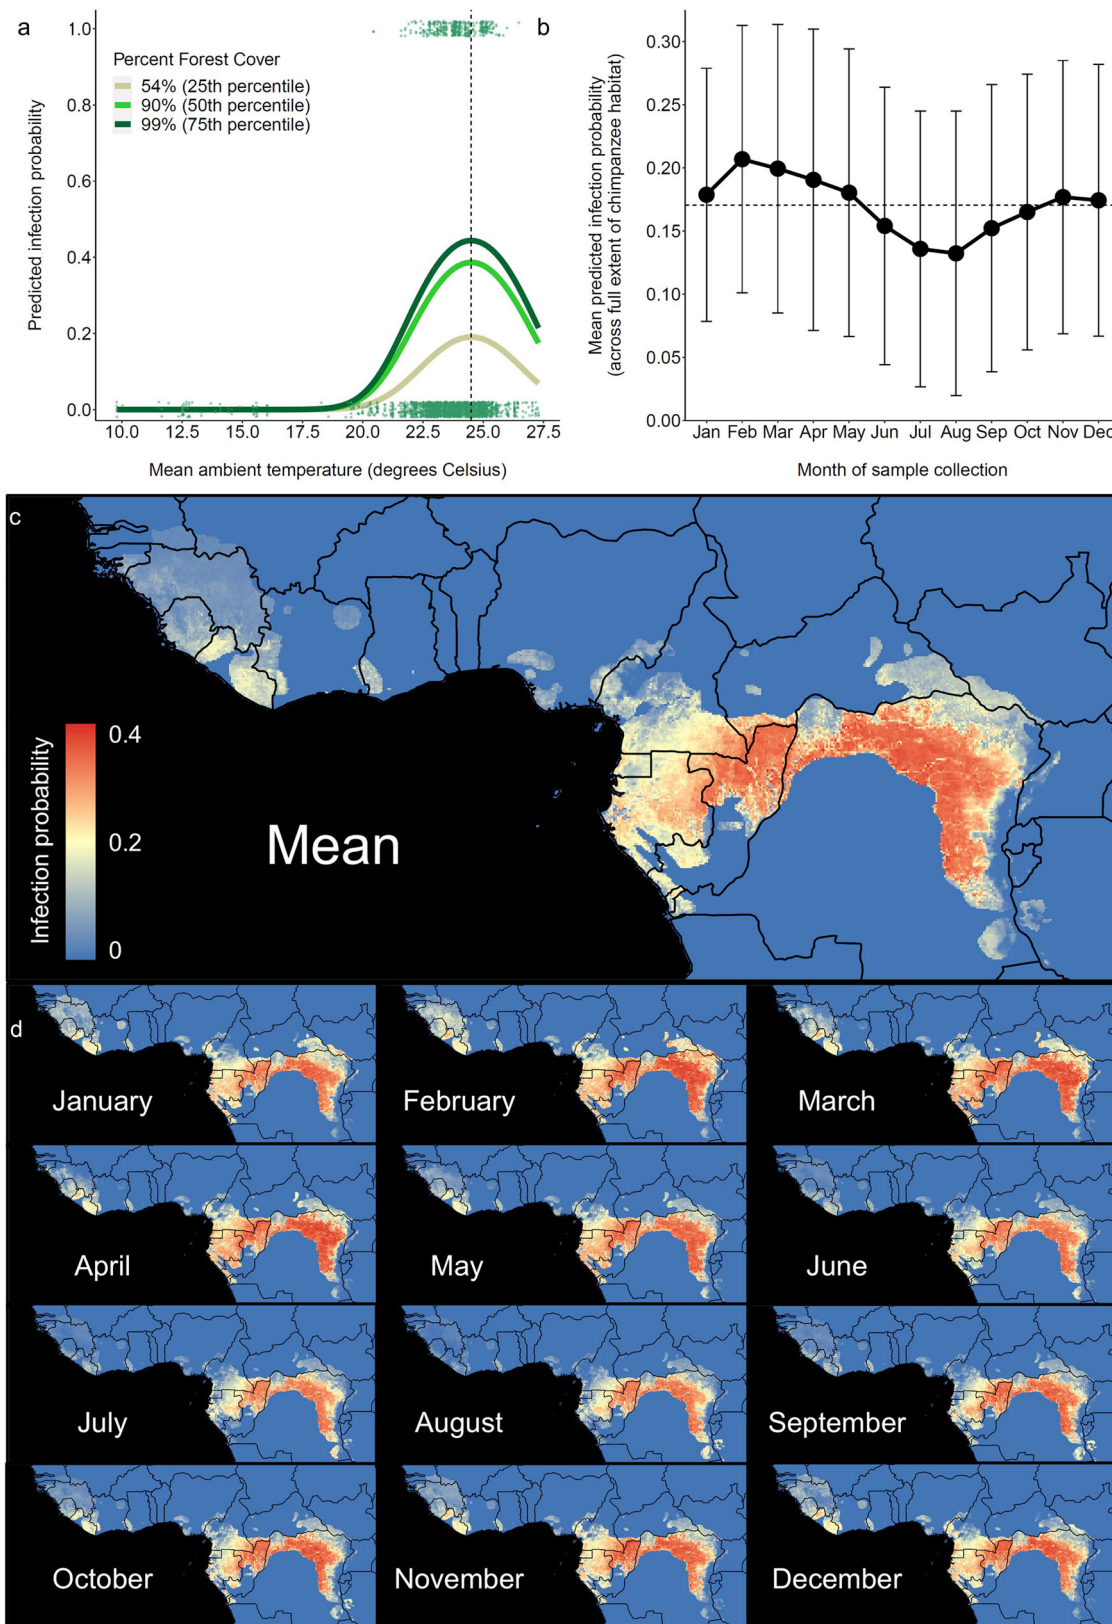 a
Predicted infection probability
1.0
0.8
0.6
0.4
0.2
0.0
Percent Forest Cover
54% (25th percentile)
90% (50th percentile)
99% (75th percentile)
10.0 12.5 15.0 17.5 20.0 22.5 25.0 27.5
Mean ambient temperature (degrees Celsius)
b
Mean predicted infection probability
(across full extent of chimpanzee habitat)
0.30
0.25
0.20
0.15
0.10
0.05
0.00
Jan Feb Mar Apr May Jun Jul Aug Sep Oct Nov Dec
Month of sample collection
c
Infection probability
0.4
0.2
0
Mean
d
January
February
March
April
May
June
July
August
September
October
November
December